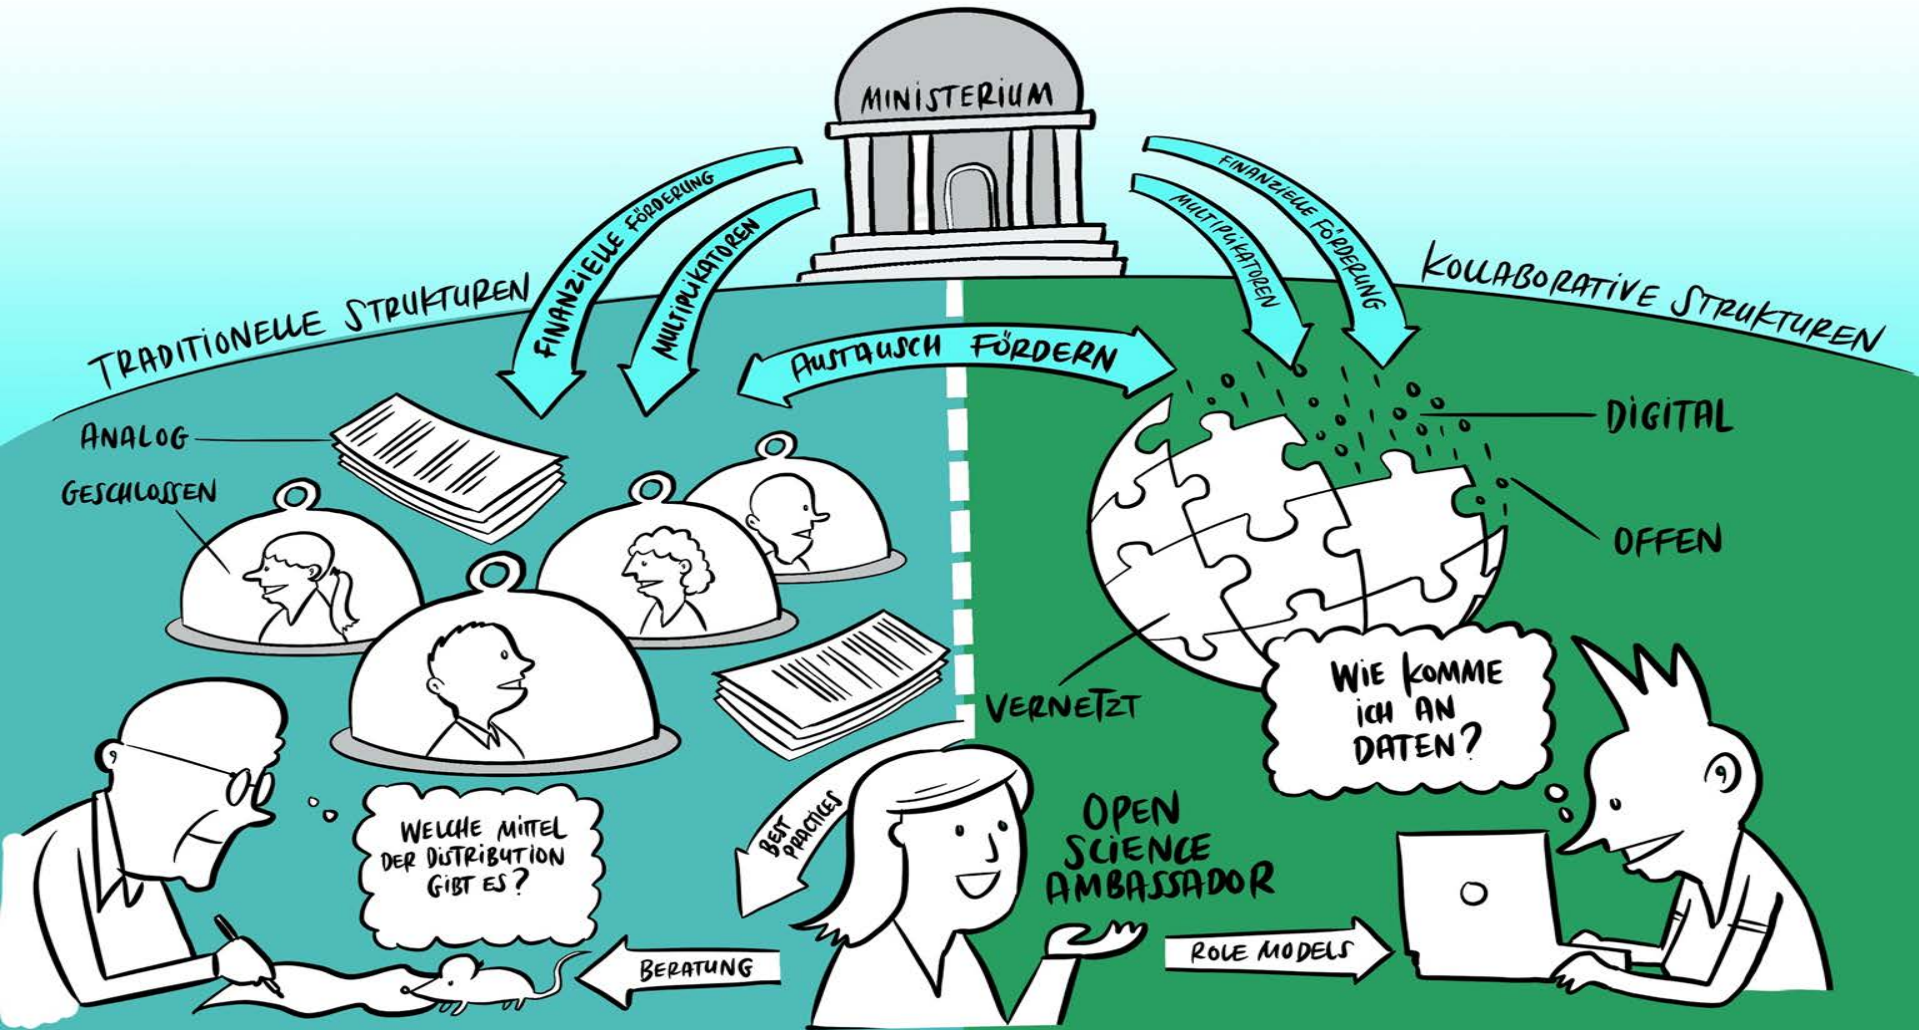 MINISTERIUM
FINANZIELLE FÖRDERUNG
MULTIPLIKATOREN
MULTIPLIKATOREN
FINANZIELLE FÖRDERUNG
TRADITIONELLE STRUKTUREN
KOLLABORATIVE STRUKTUREN
AUSTAUSCH FÖRDERN
ANALOG
GESCHLOSSEN
DIGITAL
OFFEN
VERNETZT
WIE KOMME
ICH AN
DATEN?
WELCHE MITTEL
DER DISTRIBUTION
GIBT ES?
BEST
PRACTICES
OPEN
SCIENCE
AMBASSADOR
BERATUNG
ROLE MODELS